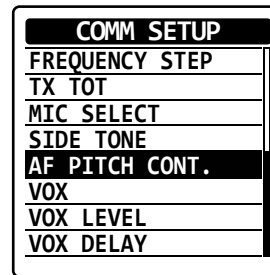 COMM SETUP
FREQUENCY STEP
TX TOT
MIC SELECT
SIDE TONE
AF PITCH CONT.
VOX
VOX LEVEL
VOX DELAY